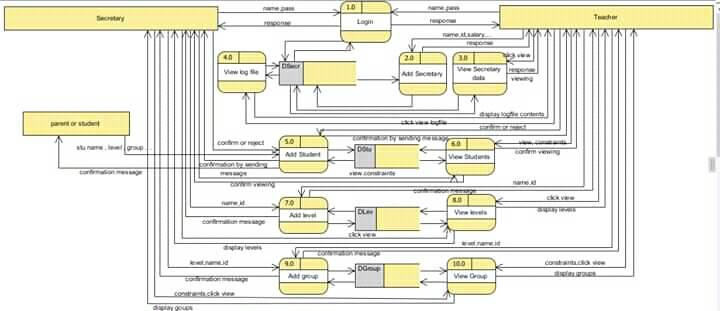 Secretary
name,pass
response
1.0
Login
name,pass
response
Teacher
name,id,salary,...
response
click view
4.0
View log file
DSecr
2.0
Add Secretary
3.0
View Secretary
data
response
viewing
display logfile contents
parent or student
click view logfile
confirm or reject
confirm or reject
5.0
Add Student
confirmation by sending message
DStu
6.0
View Students
view, constraints
confirm viewing
stu name , level , group . . .
confirmation by sending
message
confirmation message
view.constraints
confirm viewing
name,id
7.0
Add level
confirmation message
DLev
8.0
View levels
click view
display levels
name,id
confirmation message
click view
display levels
level,name,id
9.0
Add group
confirmation message
DGroup
10.0
View Group
constraints,click view
display groups
level,name,id
confirmation message
constraints,click view
display goups